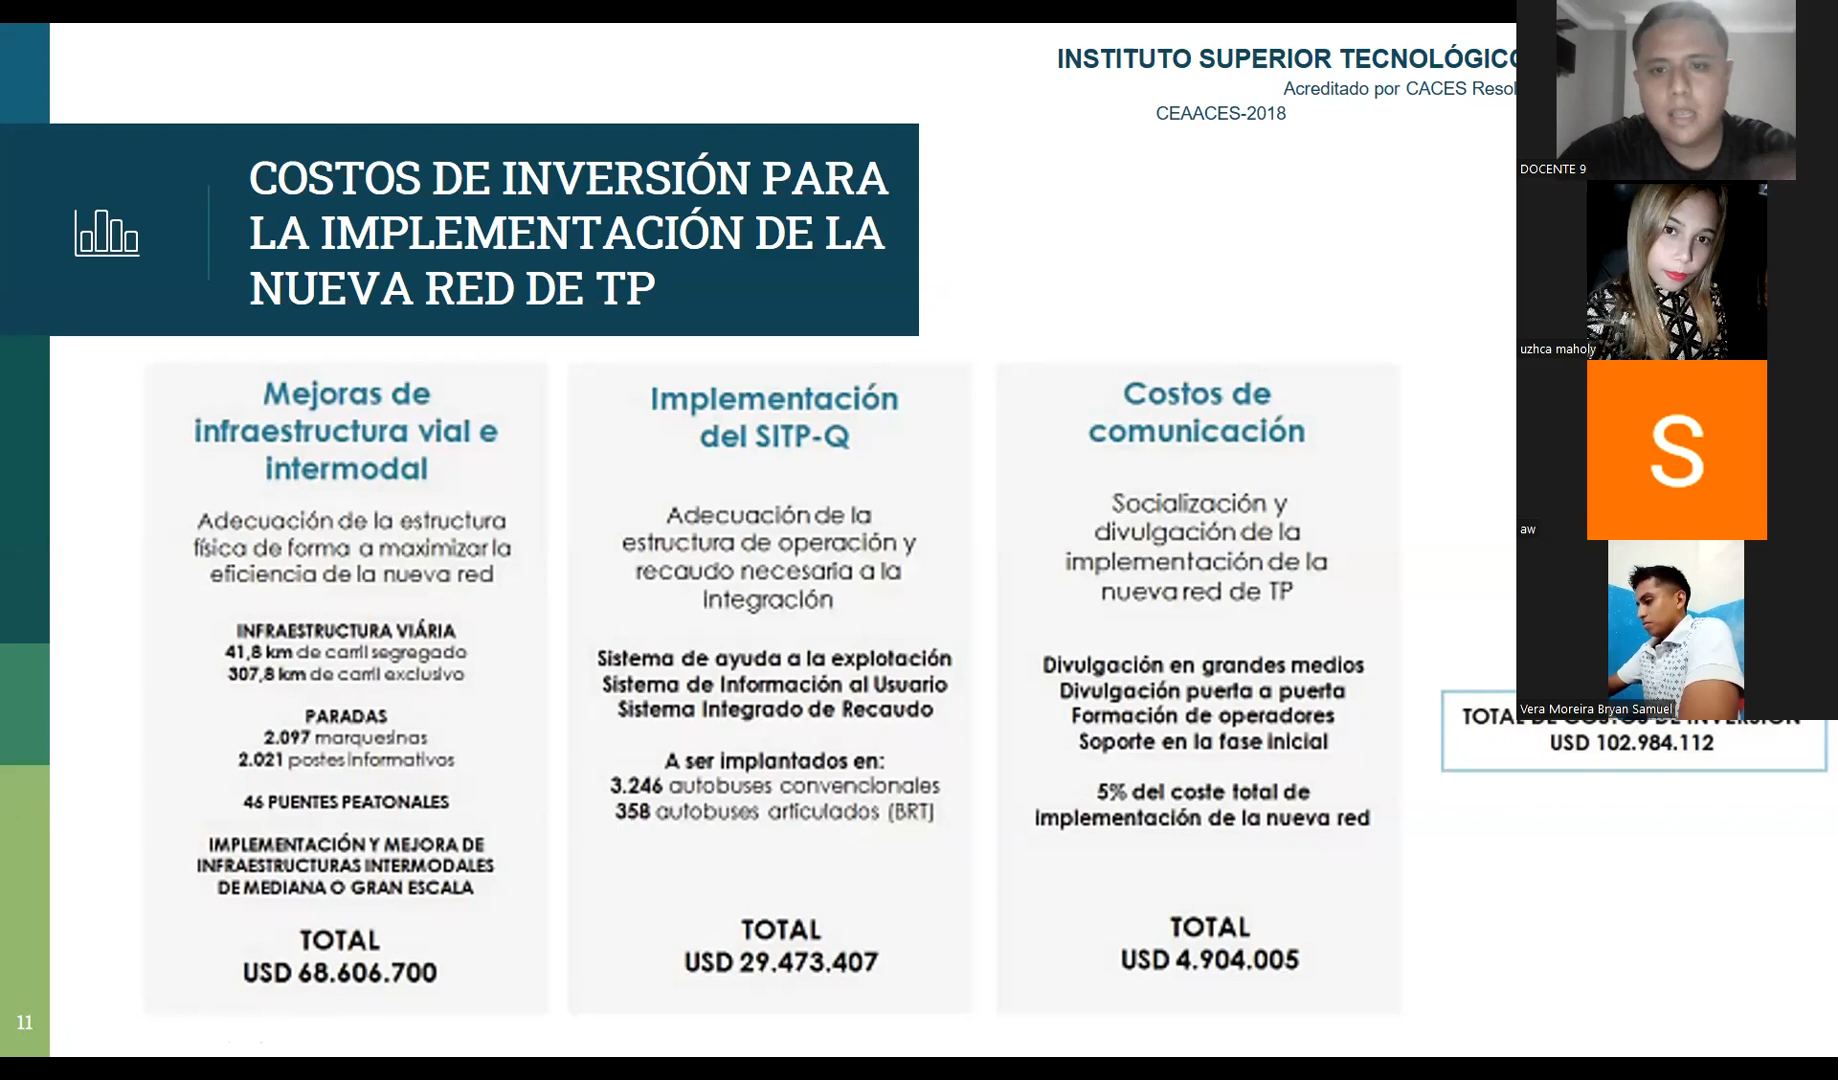 INSTITUTO SUPERIOR TECNOLÓGICO
Acreditado por CACES Resol
CEAACES-2018
COSTOS DE INVERSIÓN PARA
LA IMPLEMENTACIÓN DE LA
NUEVA RED DE TP
Mejoras de
infraestructura vial e
intermodal
Adecuación de la estructura
física de forma a maximizar la
eficiencia de la nueva red
INFRAESTRUCTURA VIÁRIA
41,8 km de carril segregado
307,8 km de carril exclusivo
PARADAS
2.097 marquesinas
2.021 postes informativos
46 PUENTES PEATONALES
IMPLEMENTACIÓN Y MEJORA DE
INFRAESTRUCTURAS INTERMODALES
DE MEDIANA O GRAN ESCALA
TOTAL
USD 68.606.700
Implementación
del SITP-Q
Adecuación de la
estructura de operación y
recaudo necesaria a la
Integración
Sistema de ayuda a la explotación
Sistema de Información al Usuario
Sistema Integrado de Recaudo
A ser implantados en:
3.246 autobuses convencionales
358 autobuses articulados (BRT)
TOTAL
USD 29.473.407
Costos de
comunicación
Socialización y
divulgación de la
implementación de la
nueva red de TP
Divulgación en grandes medios
Divulgación puerta a puerta
Formación de operadores
Soporte en la fase inicial
5% del coste total de
implementación de la nueva red
TOTAL
USD 4.904.005
TOTAL DE COSTOS DE INVERSIÓN
USD 102.984.112
11
DOCENTE 9
uzhca maholy
S
aw
Vera Moreira Bryan Samuel